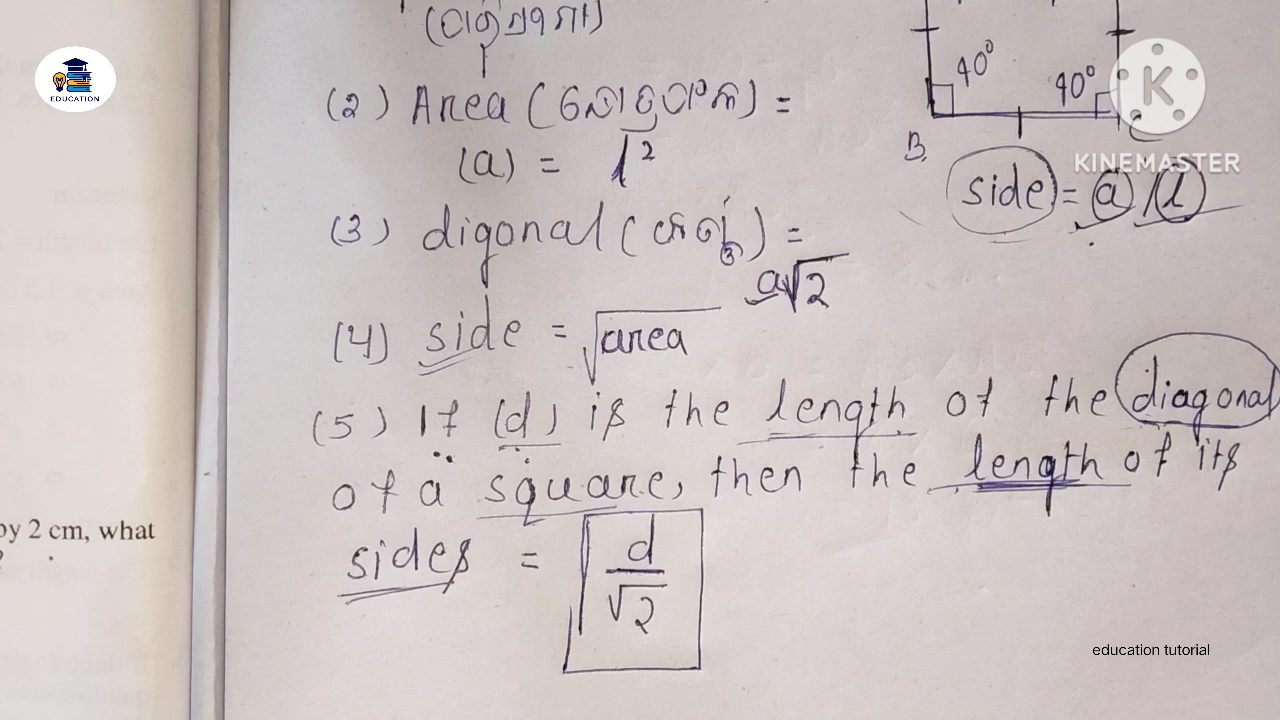 (ପରିସୀମା)
EDUCATION
(2) Area (କ୍ଷେତ୍ରଫଳ) =
(a) = l²
40° 40°
B. C
KINEMASTER
side = a / l
(3) digonal (କର୍ଣ୍ଣ) =
a√2
(4) side = √area
(5) If (d) is the length of the diagonal
of a square, then the length of its
sides = d/√2
by 2 cm, what
education tutorial